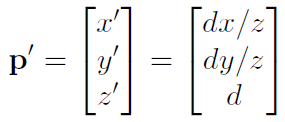 p′ = [x′ y′ z′] = [dx/z dy/z d]